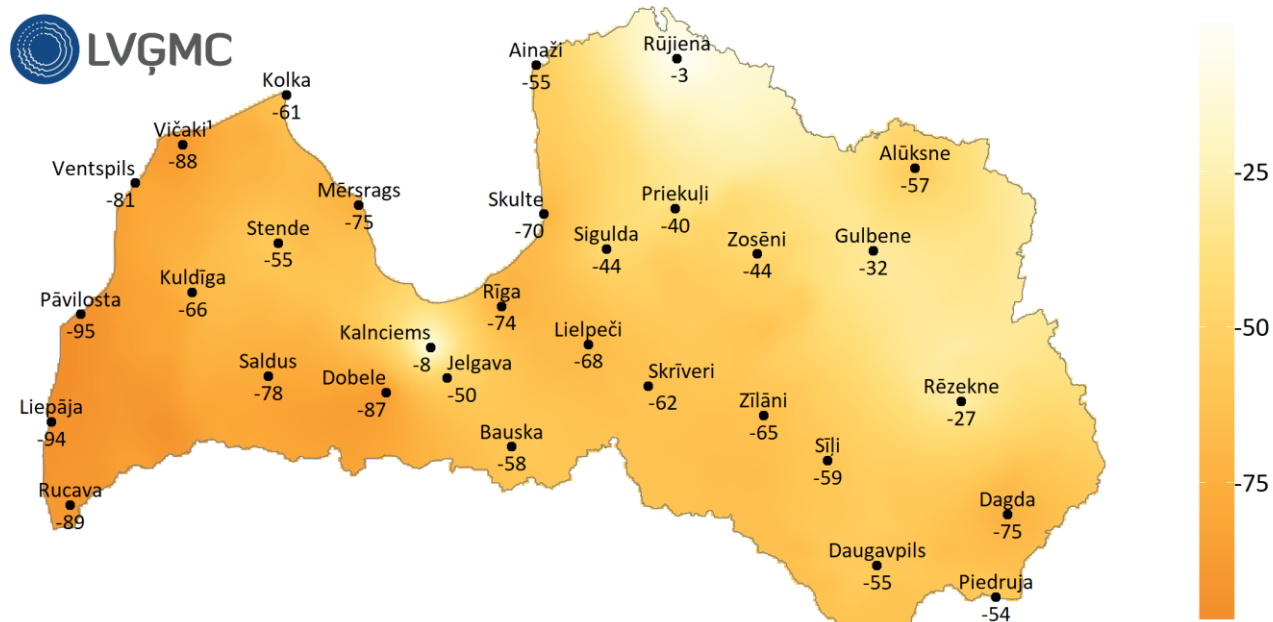 LVĢMC
Rūjiena
-3
Ainaži
-55
Kolka
-61
Vičaki¹
-88
Alūksne
-57
Ventspils
-81
Mērsrags
-75
Priekuļi
-40
Skulte
-70
-25
Stende
-55
Sigulda
-44
Zosēni
-44
Gulbene
-32
Kuldīga
-66
Pāvilosta
-95
Rīga
-74
Kalnciems
-8
Lielpeči
-68
-50
Saldus
-78
Dobele
-87
Jelgava
-50
Skrīveri
-62
Rēzekne
-27
Liepāja
-94
Zīlāni
-65
Bauska
-58
Sīļi
-59
-75
Rucava
-89
Dagda
-75
Daugavpils
-55
Piedruja
-54